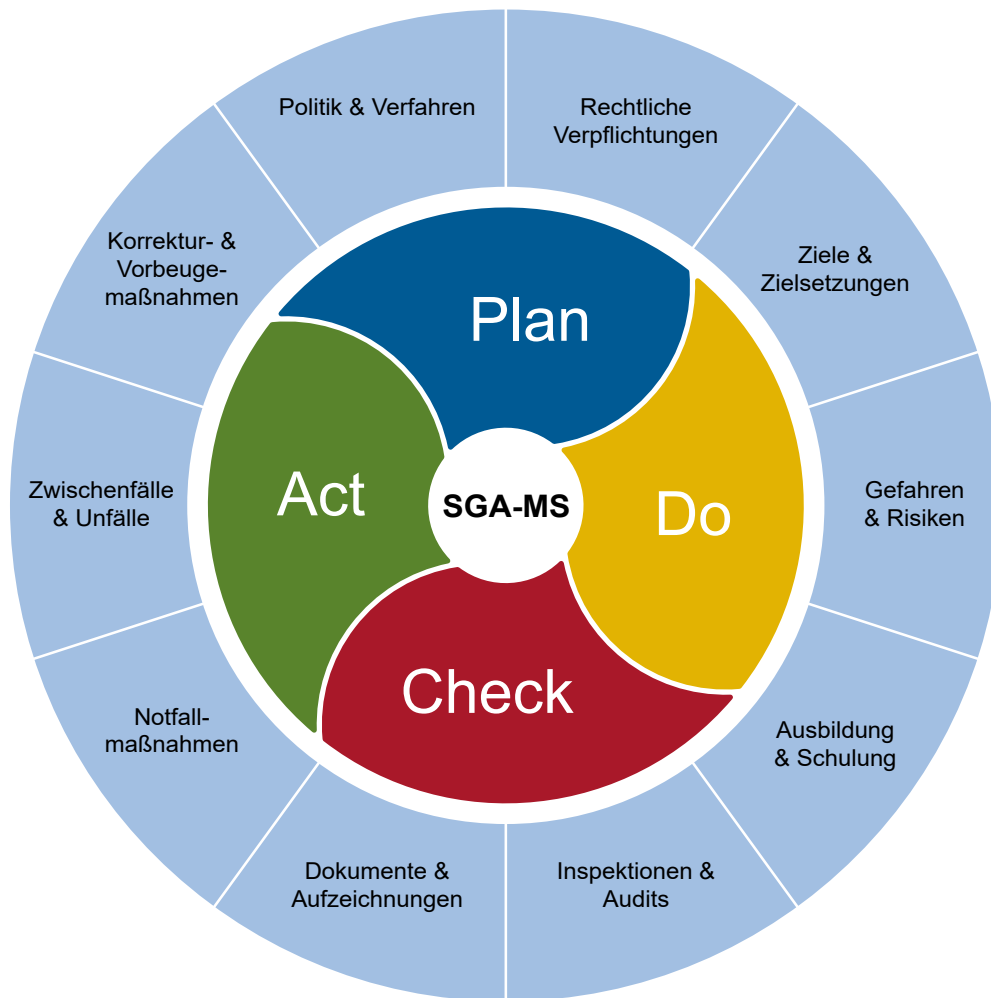 Politik & Verfahren
Rechtliche
Verpflichtungen
Ziele &
Zielsetzungen
Gefahren
& Risiken
Ausbildung
& Schulung
Inspektionen &
Audits
Dokumente &
Aufzeichnungen
Notfall-
maßnahmen
Zwischenfälle
& Unfälle
Korrektur- &
Vorbeuge-
maßnahmen
Plan
Do
Check
Act
SGA-MS